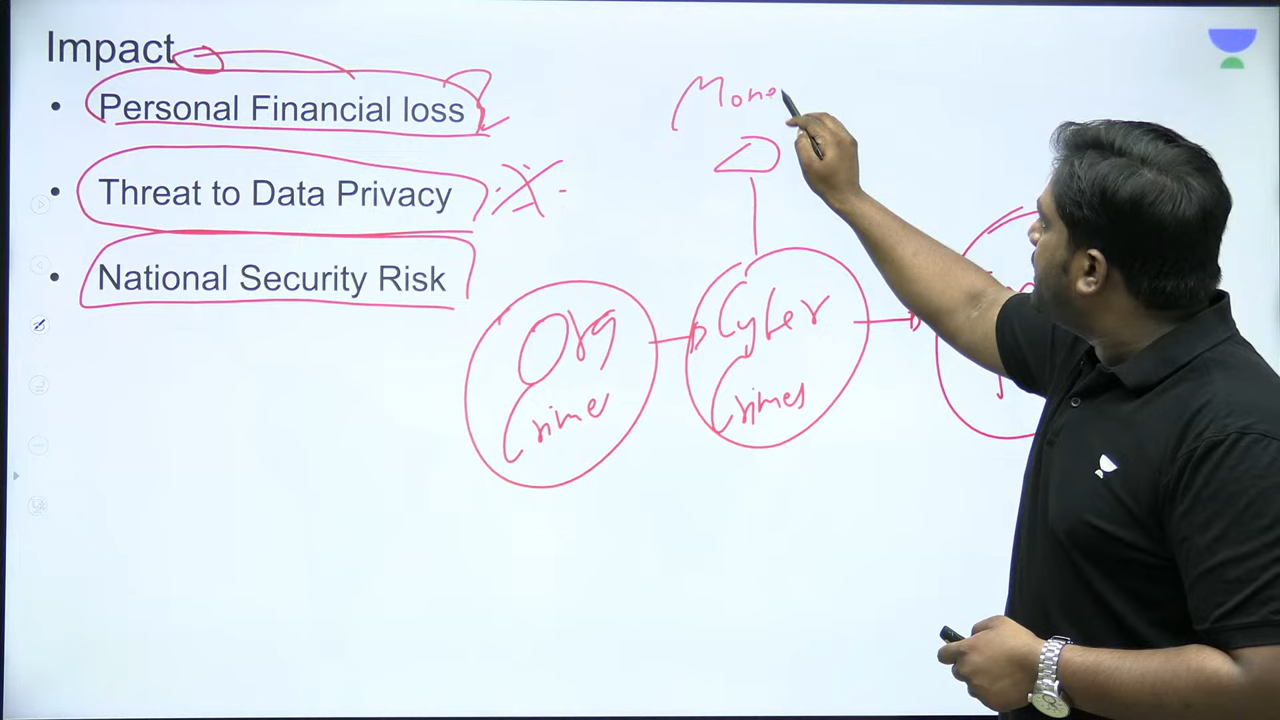 Impact
• Personal Financial loss
• Threat to Data Privacy
• National Security Risk
Mone
Org
Crime
Cyber
Crimes